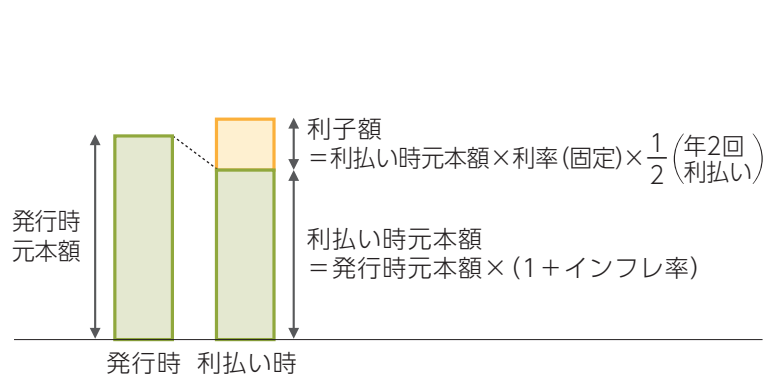 利子額
＝利払い時元本額×利率(固定)×1/2(年2回利払い)
発行時
元本額
利払い時元本額
＝発行時元本額×(1＋インフレ率)
発行時
利払い時